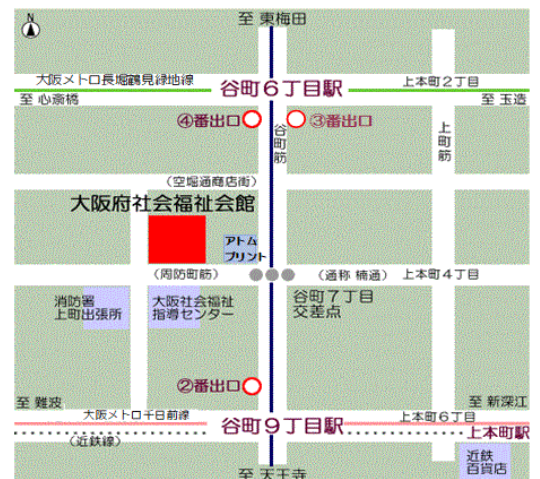 至 東梅田
N
大阪メトロ長堀鶴見緑地線
谷町6丁目駅
上本町2丁目
至 心斎橋
至 玉造
④番出口
③番出口
谷町筋
上町筋
(空堀通商店街)
大阪府社会福祉会館
アトム
プリント
(周防町筋)
(通称 楠通)
上本町4丁目
消防署
上町出張所
大阪社会福祉
指導センター
谷町7丁目
交差点
②番出口
至 難波
至 新深江
大阪メトロ千日前線
上本町6丁目
谷町9丁目駅
上本町駅
(近鉄線)
近鉄
百貨店
至 天王寺